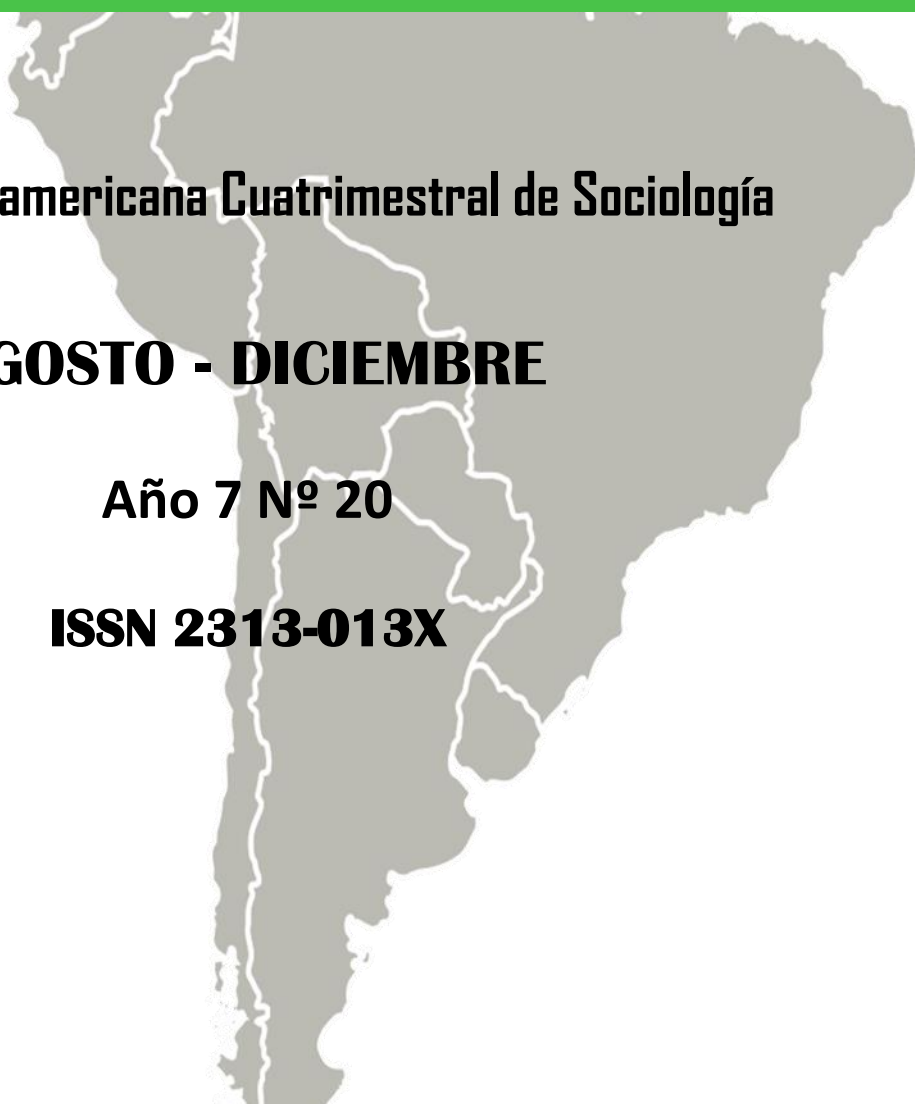 americana Cuatrimestral de Sociología
GOSTO - DICIEMBRE
Año 7 Nº 20
ISSN 2313-013X